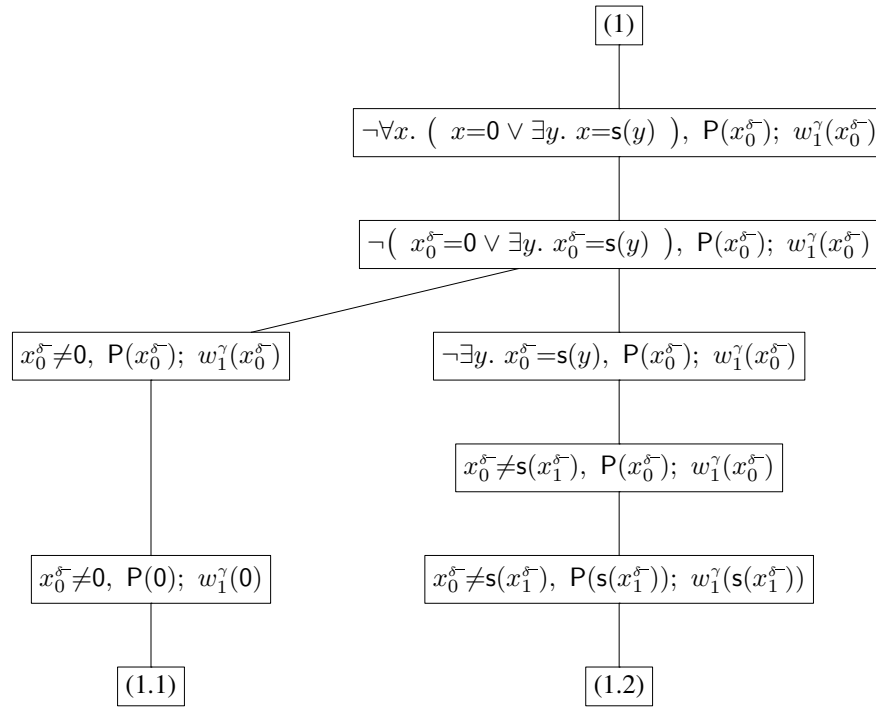 (1)
¬∀x. ( x=0 ∨ ∃y. x=s(y) ), P(x₀^δ⁻); w₁^γ(x₀^δ⁻)
¬( x₀^δ⁻=0 ∨ ∃y. x₀^δ⁻=s(y) ), P(x₀^δ⁻); w₁^γ(x₀^δ⁻)
x₀^δ⁻≠0, P(x₀^δ⁻); w₁^γ(x₀^δ⁻)
¬∃y. x₀^δ⁻=s(y), P(x₀^δ⁻); w₁^γ(x₀^δ⁻)
x₀^δ⁻≠s(x₁^δ⁻), P(x₀^δ⁻); w₁^γ(x₀^δ⁻)
x₀^δ⁻≠0, P(0); w₁^γ(0)
x₀^δ⁻≠s(x₁^δ⁻), P(s(x₁^δ⁻)); w₁^γ(s(x₁^δ⁻))
(1.1)
(1.2)